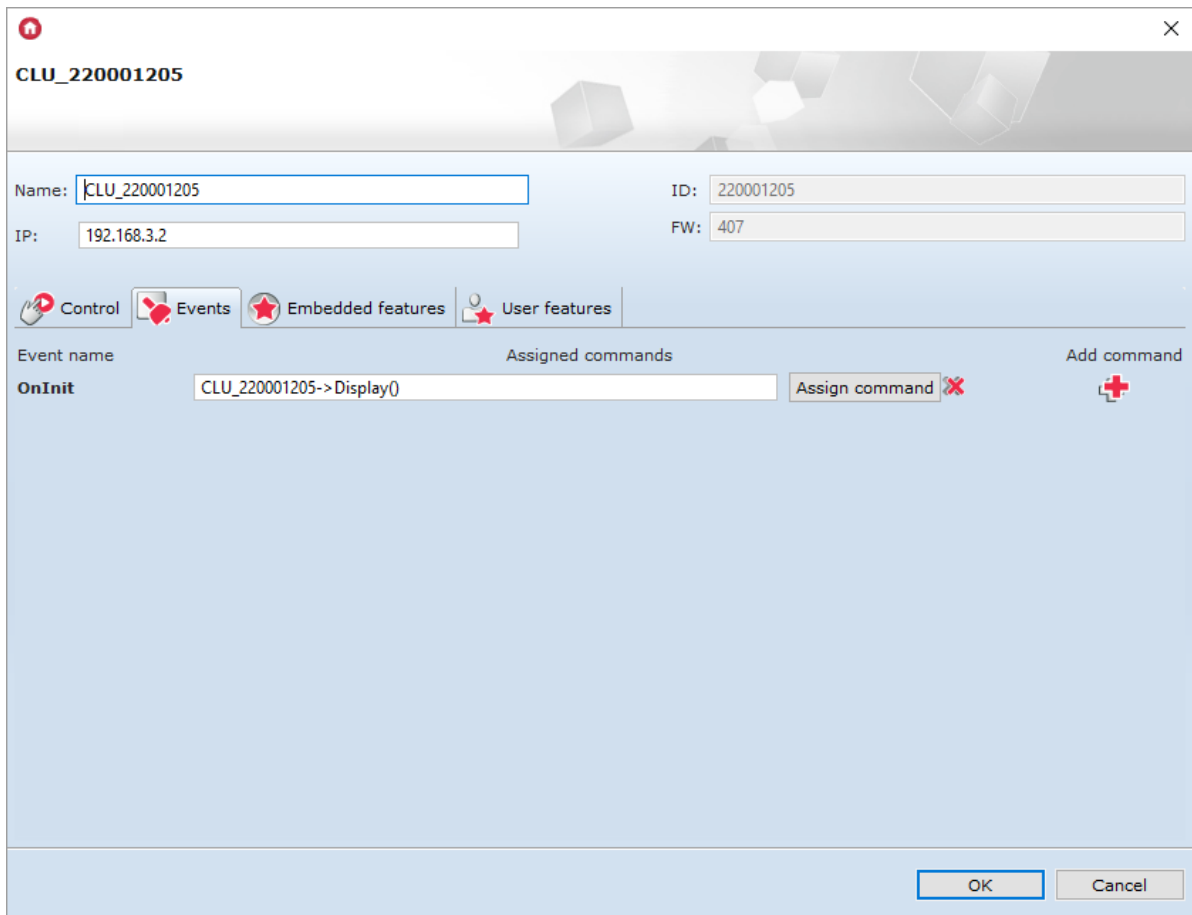 CLU_220001205
Name: CLU_220001205
ID: 220001205
IP: 192.168.3.2
FW: 407
Control Events Embedded features User features
Event name Assigned commands Add command
OnInit CLU_220001205->Display() Assign command
OK Cancel